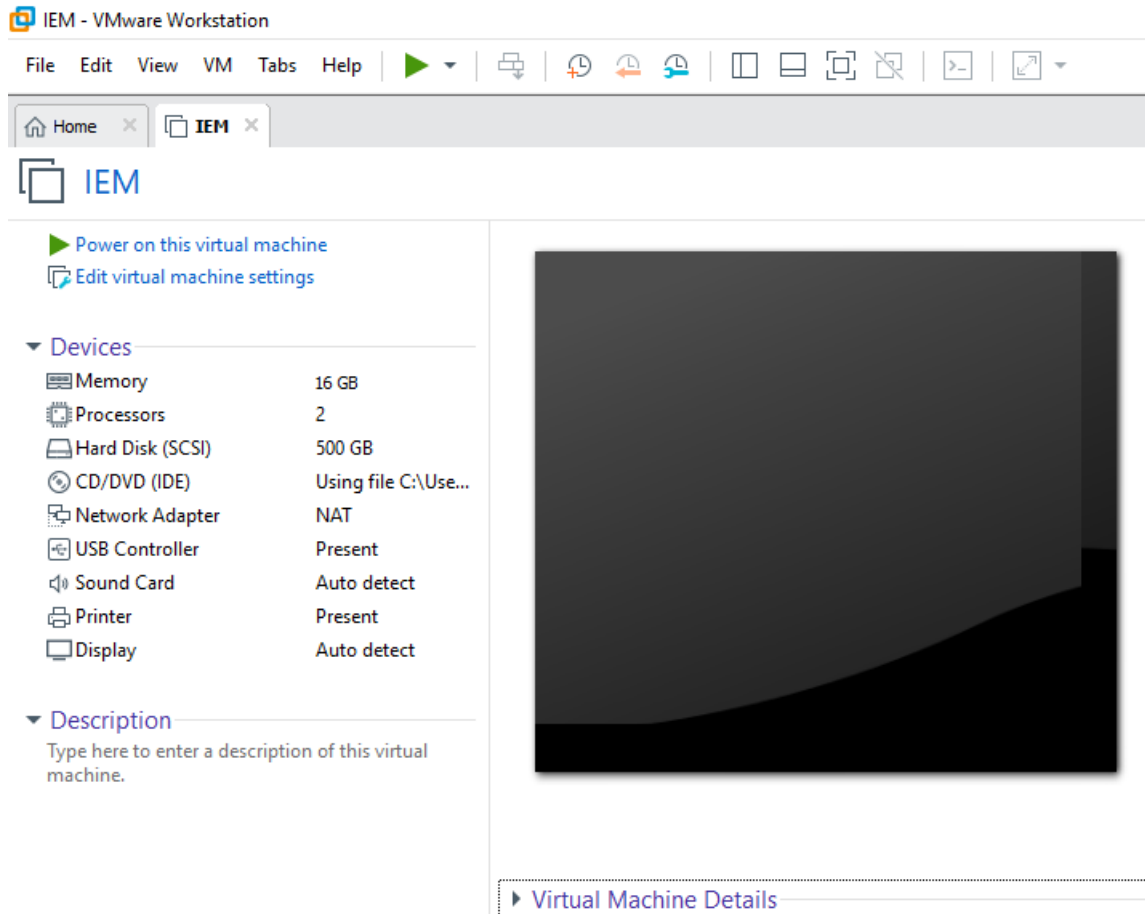 IEM - VMware Workstation
File Edit View VM Tabs Help
Home IEM
IEM
Power on this virtual machine
Edit virtual machine settings
Devices
Memory 16 GB
Processors 2
Hard Disk (SCSI) 500 GB
CD/DVD (IDE) Using file C:\Use...
Network Adapter NAT
USB Controller Present
Sound Card Auto detect
Printer Present
Display Auto detect
Description
Type here to enter a description of this virtual
machine.
Virtual Machine Details